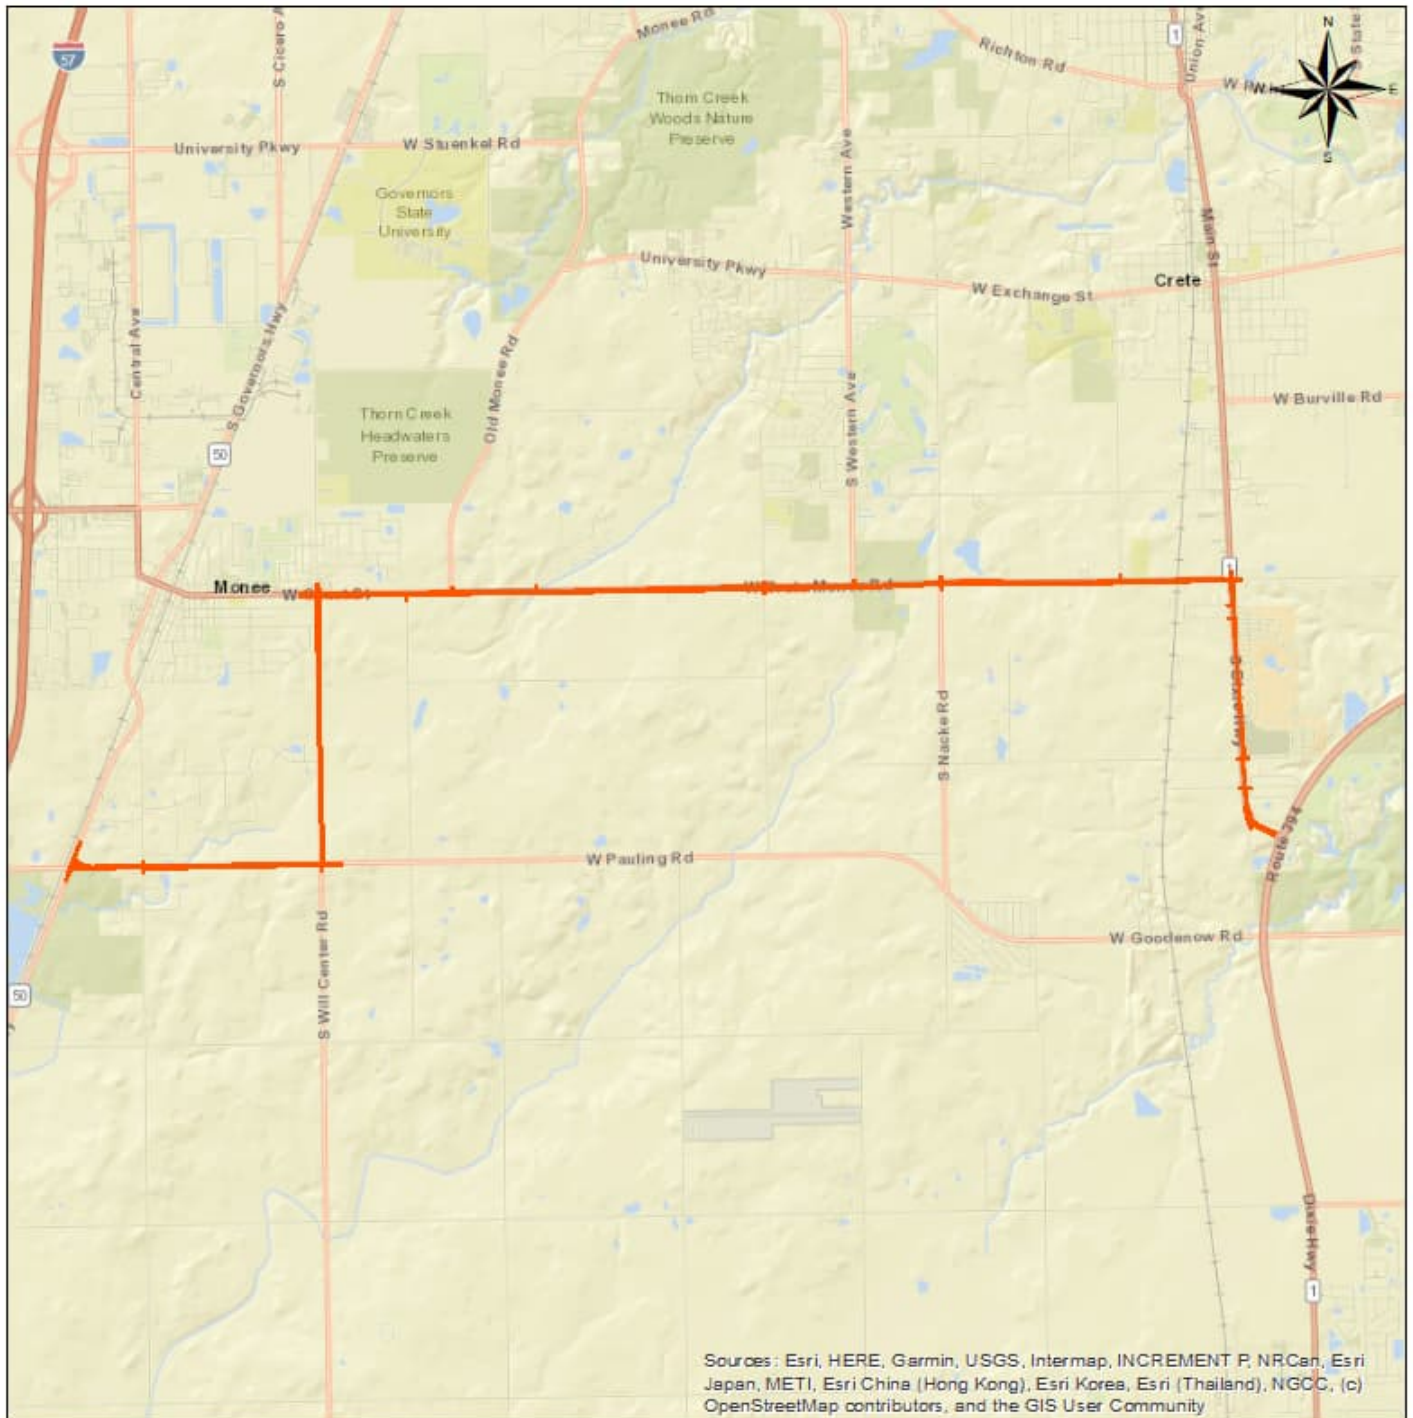 Monee Rd
N
Richton Rd
1
Union Ave
S State S
57
S Cicero A
W
E
S
Thorn Creek
Woods Nature
Preserve
University Pkwy
W Stuenkel Rd
Western Ave
Governors
State
University
Main St
University Pkwy
W Exchange St
Crete
Central Ave
S Governors Hwy
Old Monee Rd
S Western Ave
W Burville Rd
Thorn Creek
Headwaters
Preserve
50
Monee
1
S Dixie Hwy
S Nacke Rd
Route 394
W Pauling Rd
W Goodenow Rd
S Will Center Rd
50
Dixie Hwy
1
Sources: Esri, HERE, Garmin, USGS, Intermap, INCREMENT P, NRCan, Esri
Japan, METI, Esri China (Hong Kong), Esri Korea, Esri (Thailand), NGCC, (c)
OpenStreetMap contributors, and the GIS User Community